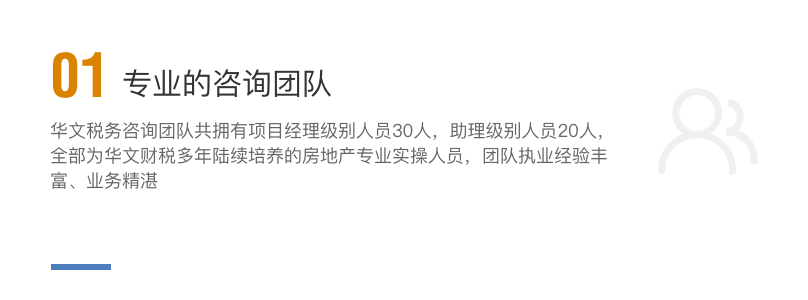 01 专业的咨询团队
华文税务咨询团队共拥有项目经理级别人员30人，助理级别人员20人，
全部为华文财税多年陆续培养的房地产专业实操人员，团队执业经验丰
富、业务精湛